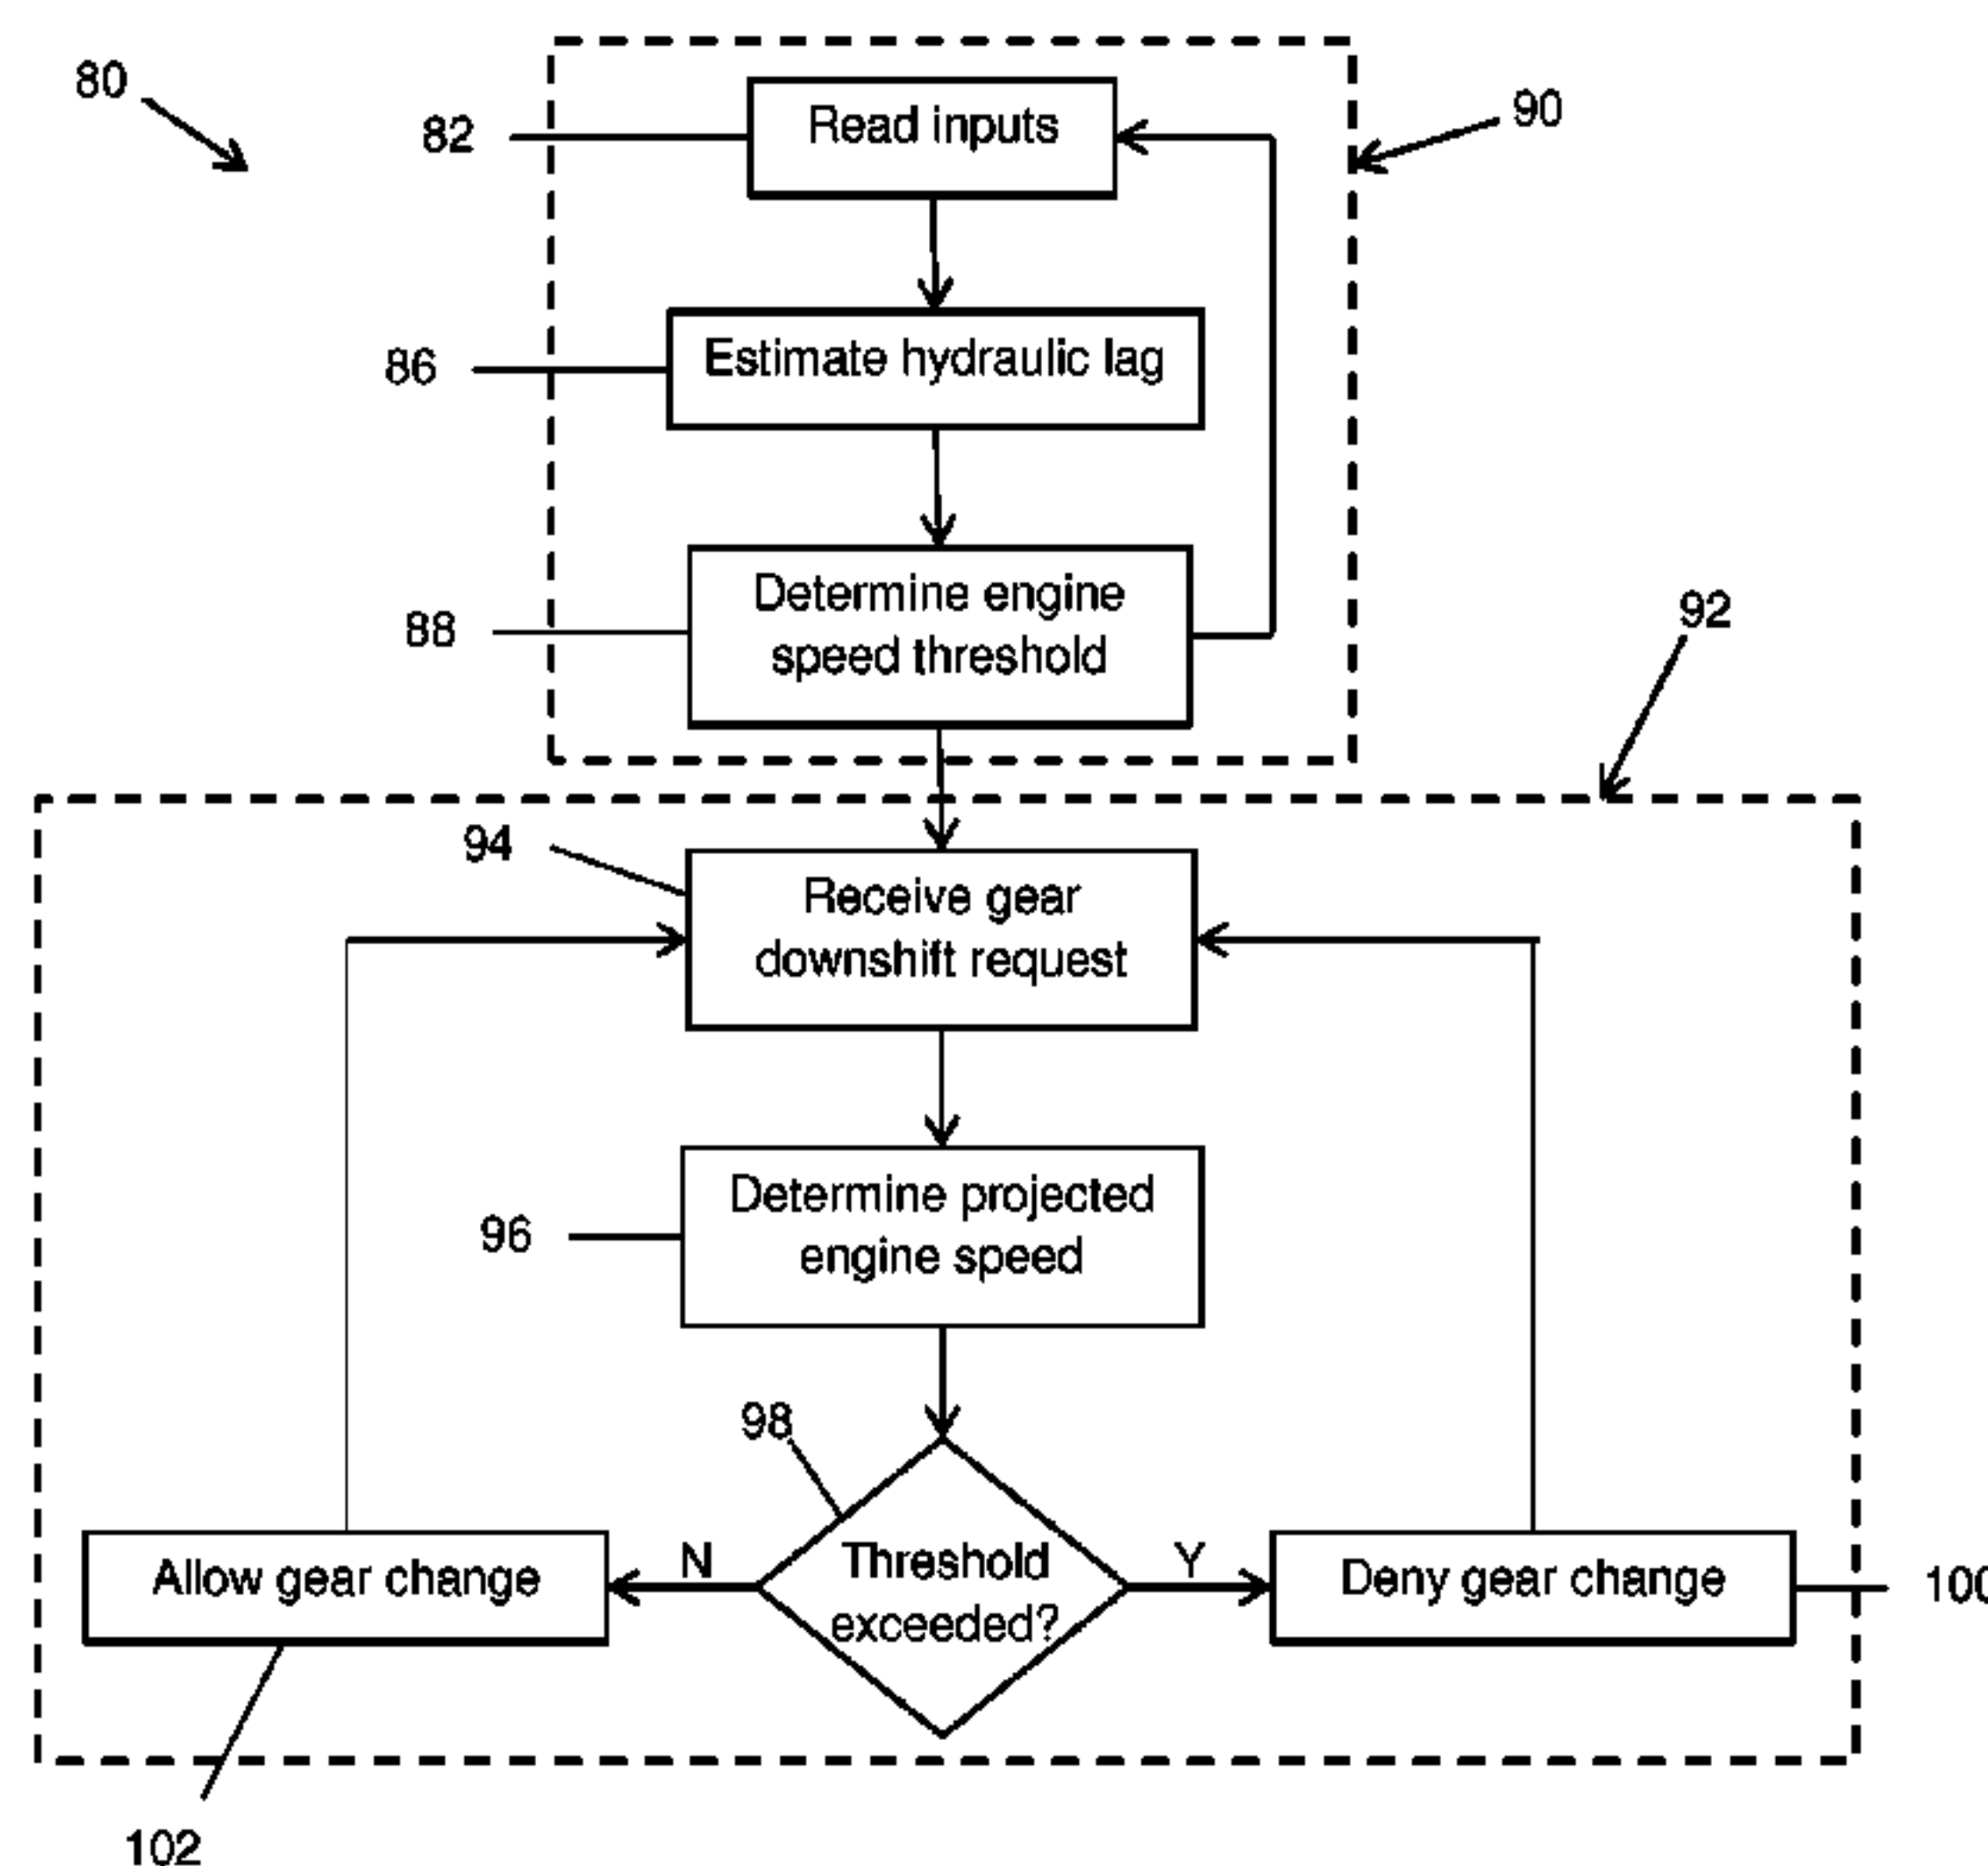 80
82
Read inputs
90
86
Estimate hydraulic lag
88
Determine engine
speed threshold
92
94
Receive gear
downshift request
96
Determine projected
engine speed
98
Allow gear change
N
Threshold
exceeded?
Y
Deny gear change
100
102